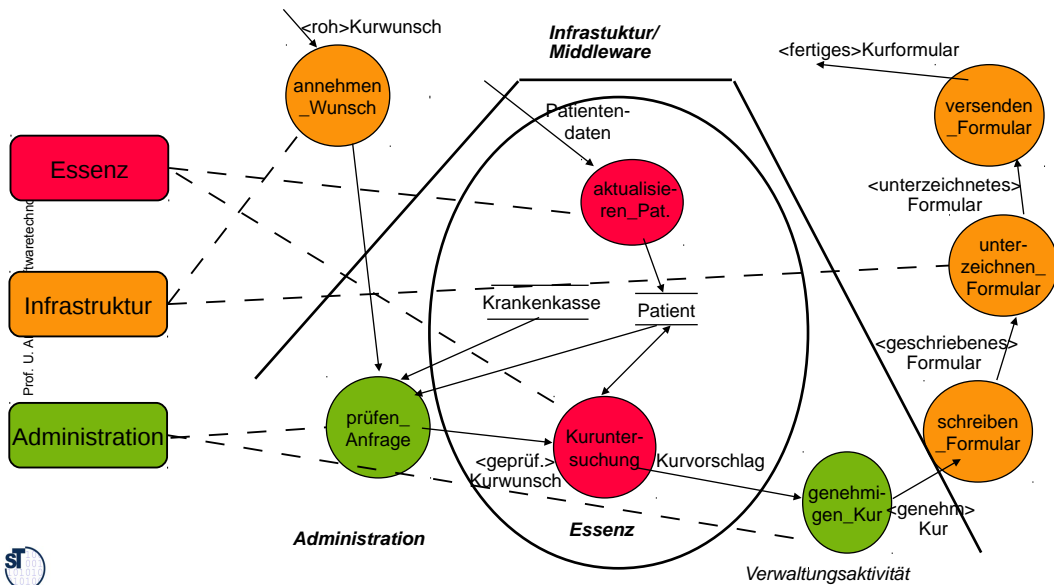 <roh>Kurwunsch
annehmen
_Wunsch
Infrastuktur/
Middleware
<fertiges>Kurformular
versenden
_Formular
Patienten-
daten
Essenz
aktualisie-
ren_Pat.
<unterzeichnetes>
Formular
unter-
zeichnen_
Formular
Infrastruktur
Krankenkasse
Patient
<geschriebenes>
Formular
Prof. U. A
ftwaretechno
Administration
prüfen_
Anfrage
Kurunter-
suchung
<geprüf.>
Kurwunsch
Kurvorschlag
schreiben
_Formular
genehmi-
gen_Kur
<genehm>
Kur
Administration
Essenz
Verwaltungsaktivität
ST